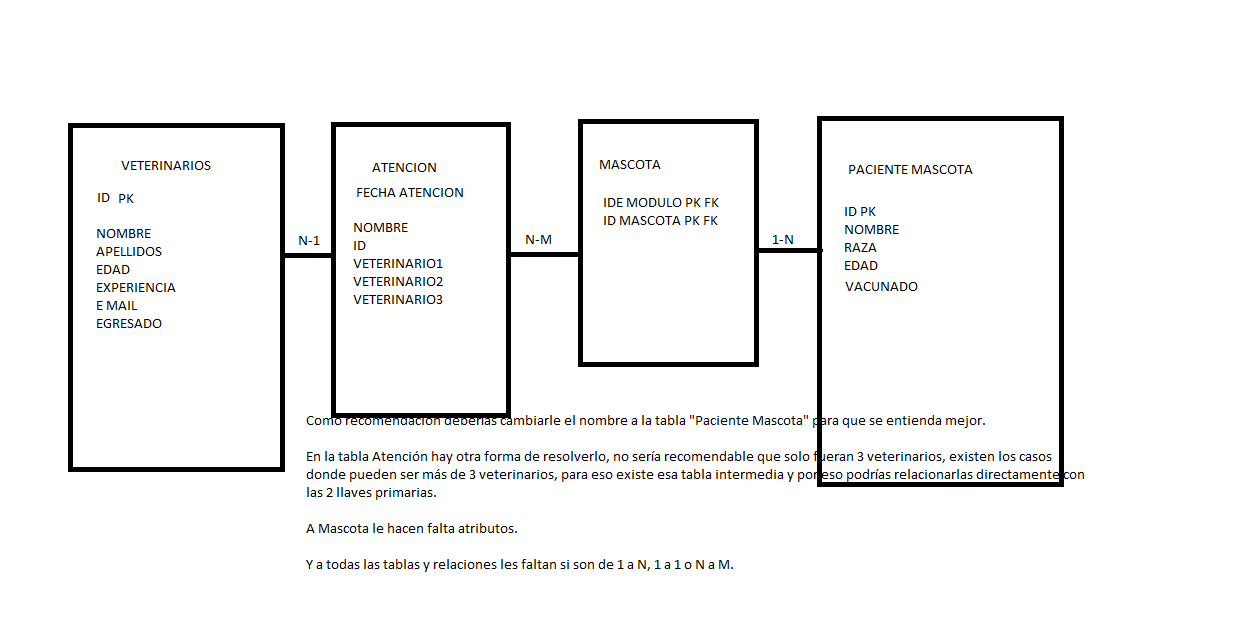 VETERINARIOS
ID PK
NOMBRE
APELLIDOS
EDAD
EXPERIENCIA
E MAIL
EGRESADO
N-1
ATENCION
FECHA ATENCION
NOMBRE
ID
VETERINARIO1
VETERINARIO2
VETERINARIO3
N-M
MASCOTA
IDE MODULO PK FK
ID MASCOTA PK FK
1-N
PACIENTE MASCOTA
ID PK
NOMBRE
RAZA
EDAD
VACUNADO
Como recomendación deberías cambiarle el nombre a la tabla "Paciente Mascota" para que se entienda mejor.
En la tabla Atención hay otra forma de resolverlo, no sería recomendable que solo fueran 3 veterinarios, existen los casos
donde pueden ser más de 3 veterinarios, para eso existe esa tabla intermedia y por eso podrías relacionarlas directamente con
las 2 llaves primarias.
A Mascota le hacen falta atributos.
Y a todas las tablas y relaciones les faltan si son de 1 a N, 1 a 1 o N a M.